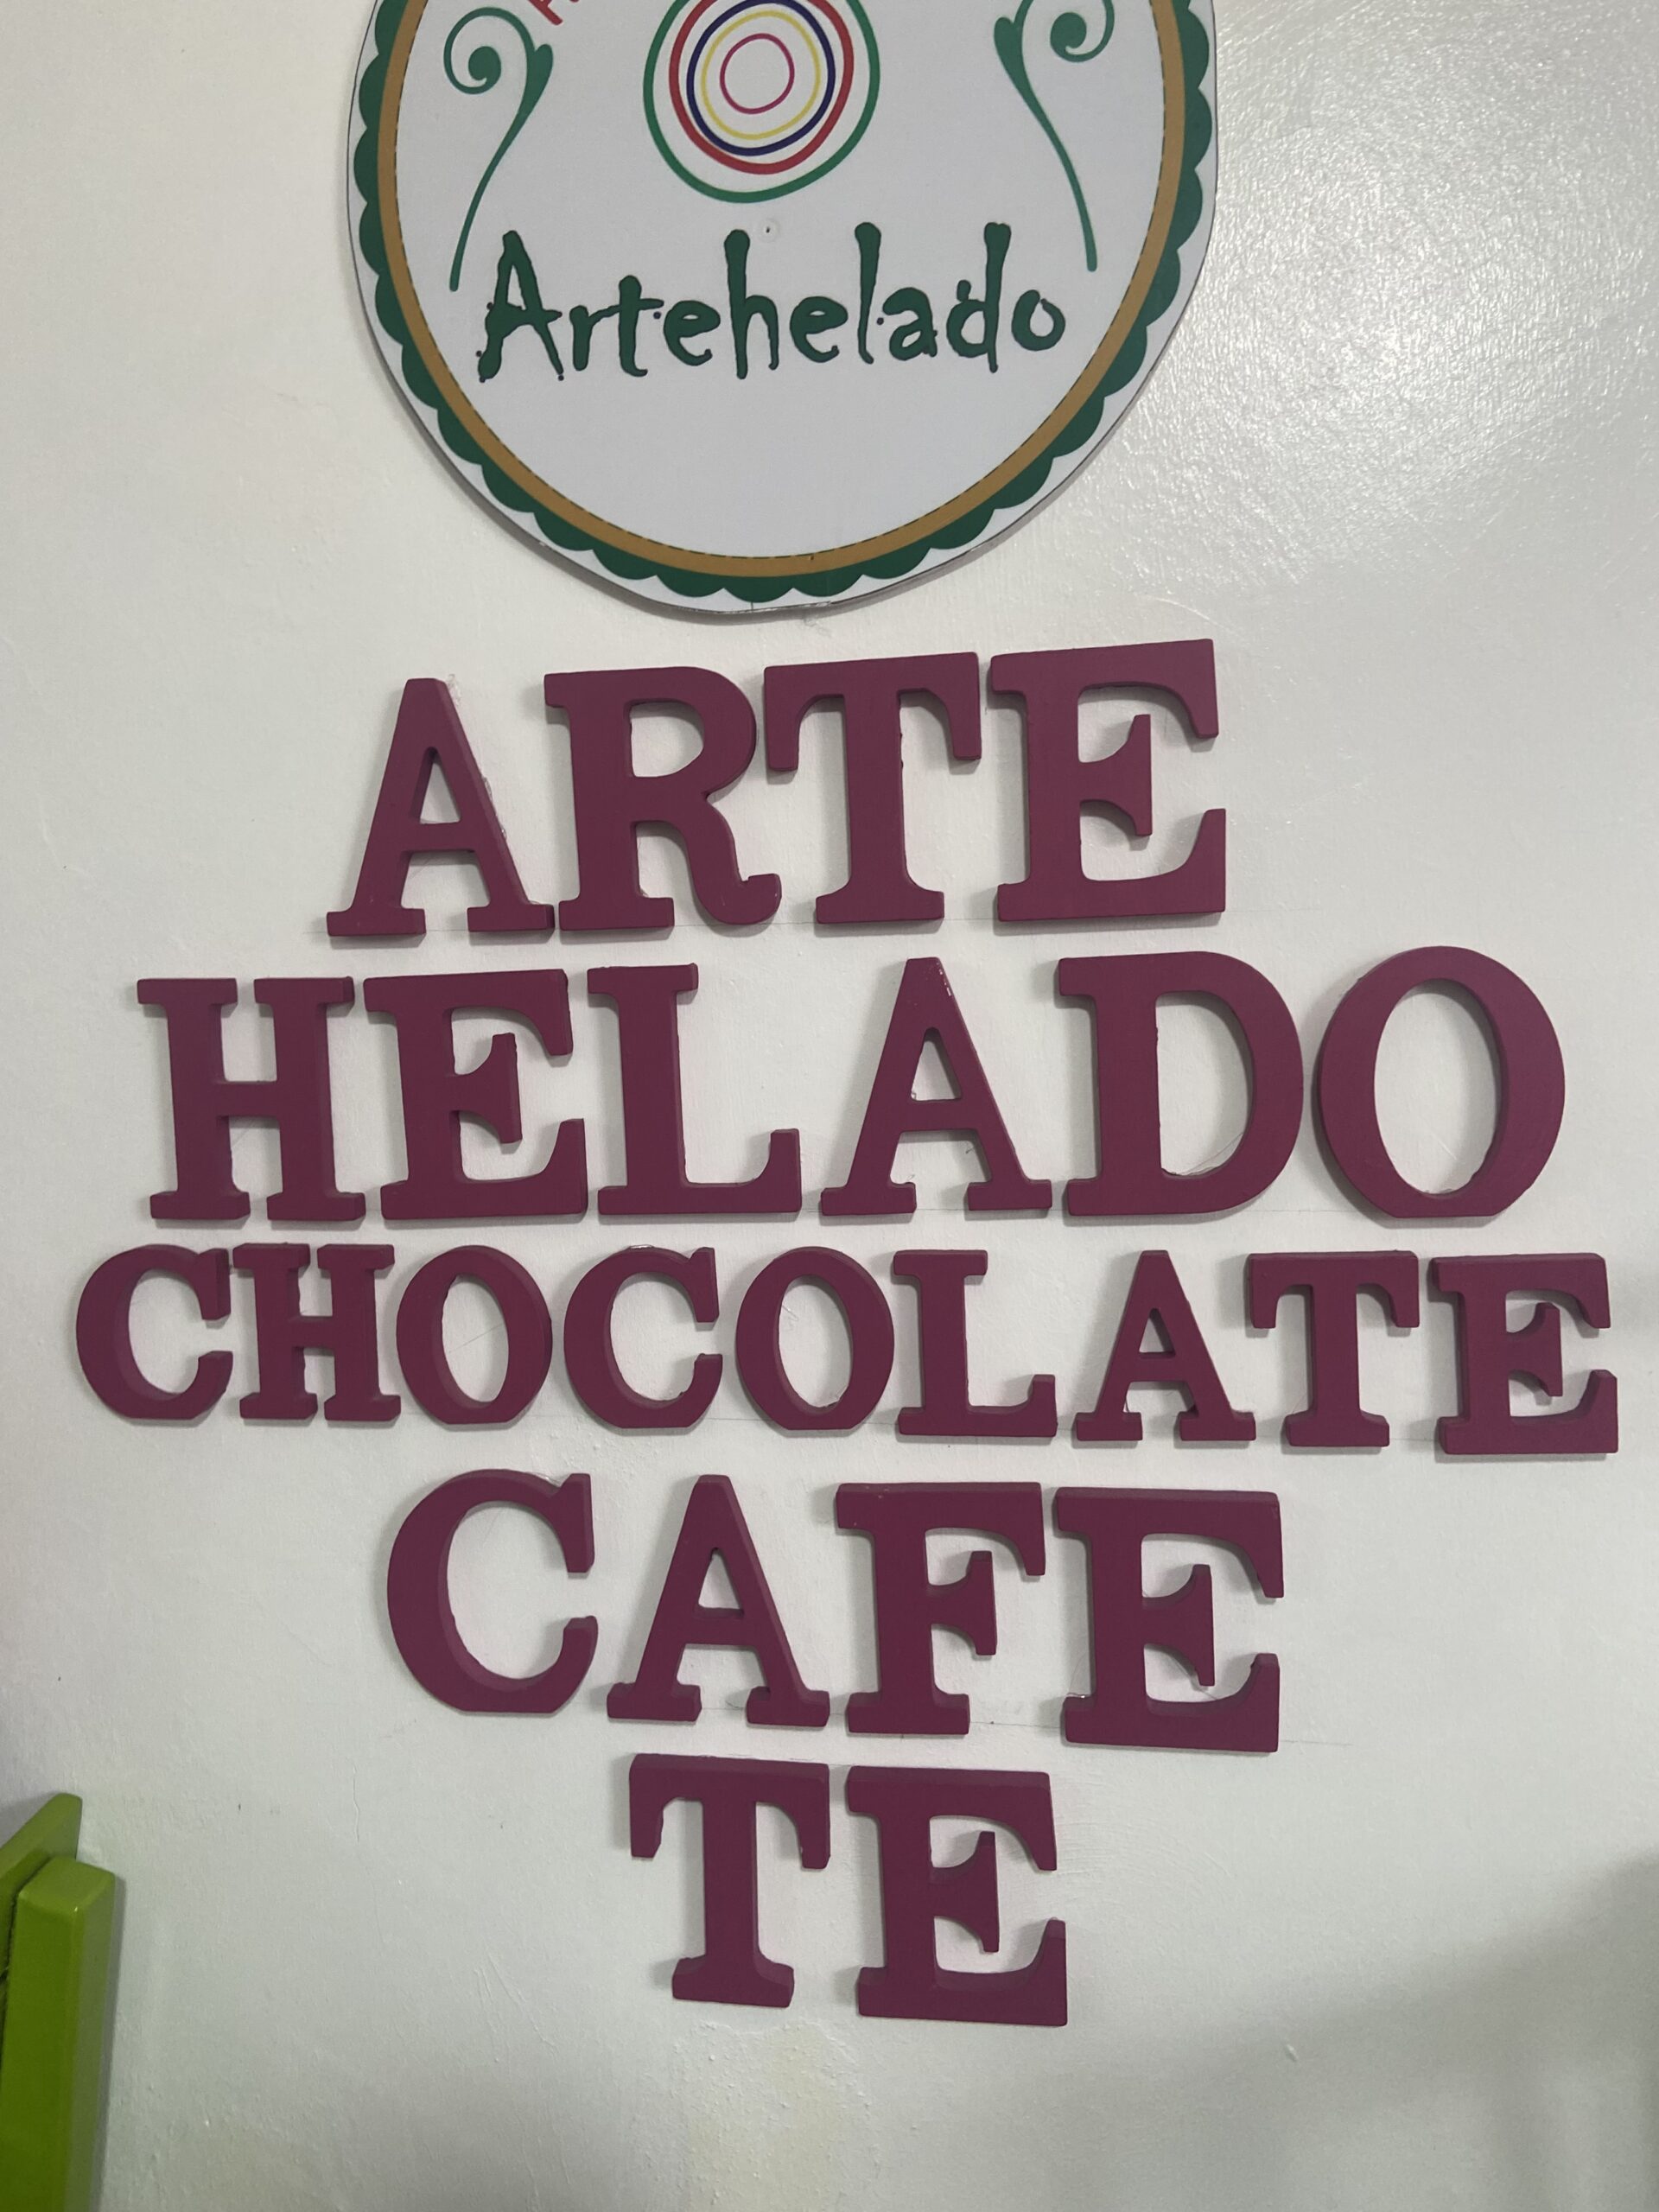 Artehelado
ARTE
HELADO
CHOCOLATE
CAFE
TE